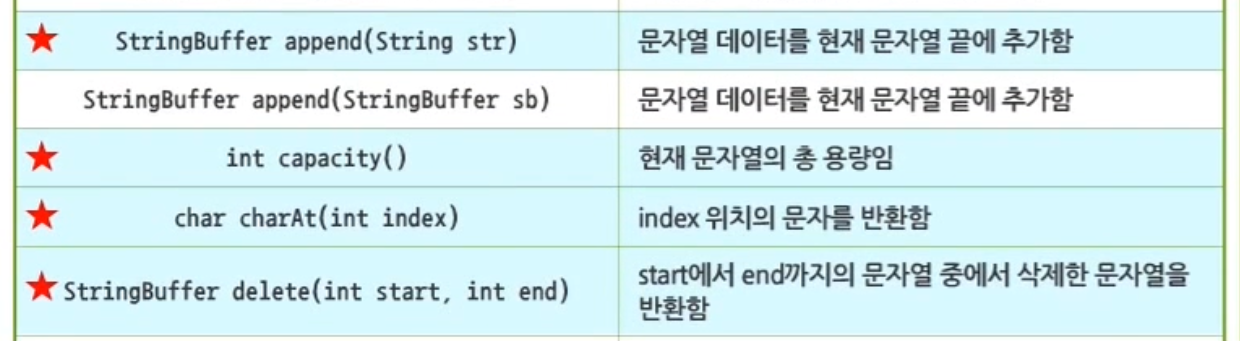 ★ StringBuffer append(String str) 문자열 데이터를 현재 문자열 끝에 추가함
StringBuffer append(StringBuffer sb) 문자열 데이터를 현재 문자열 끝에 추가함
★ int capacity() 현재 문자열의 총 용량임
★ char charAt(int index) index 위치의 문자를 반환함
★ StringBuffer delete(int start, int end) start에서 end까지의 문자열 중에서 삭제한 문자열을
반환함